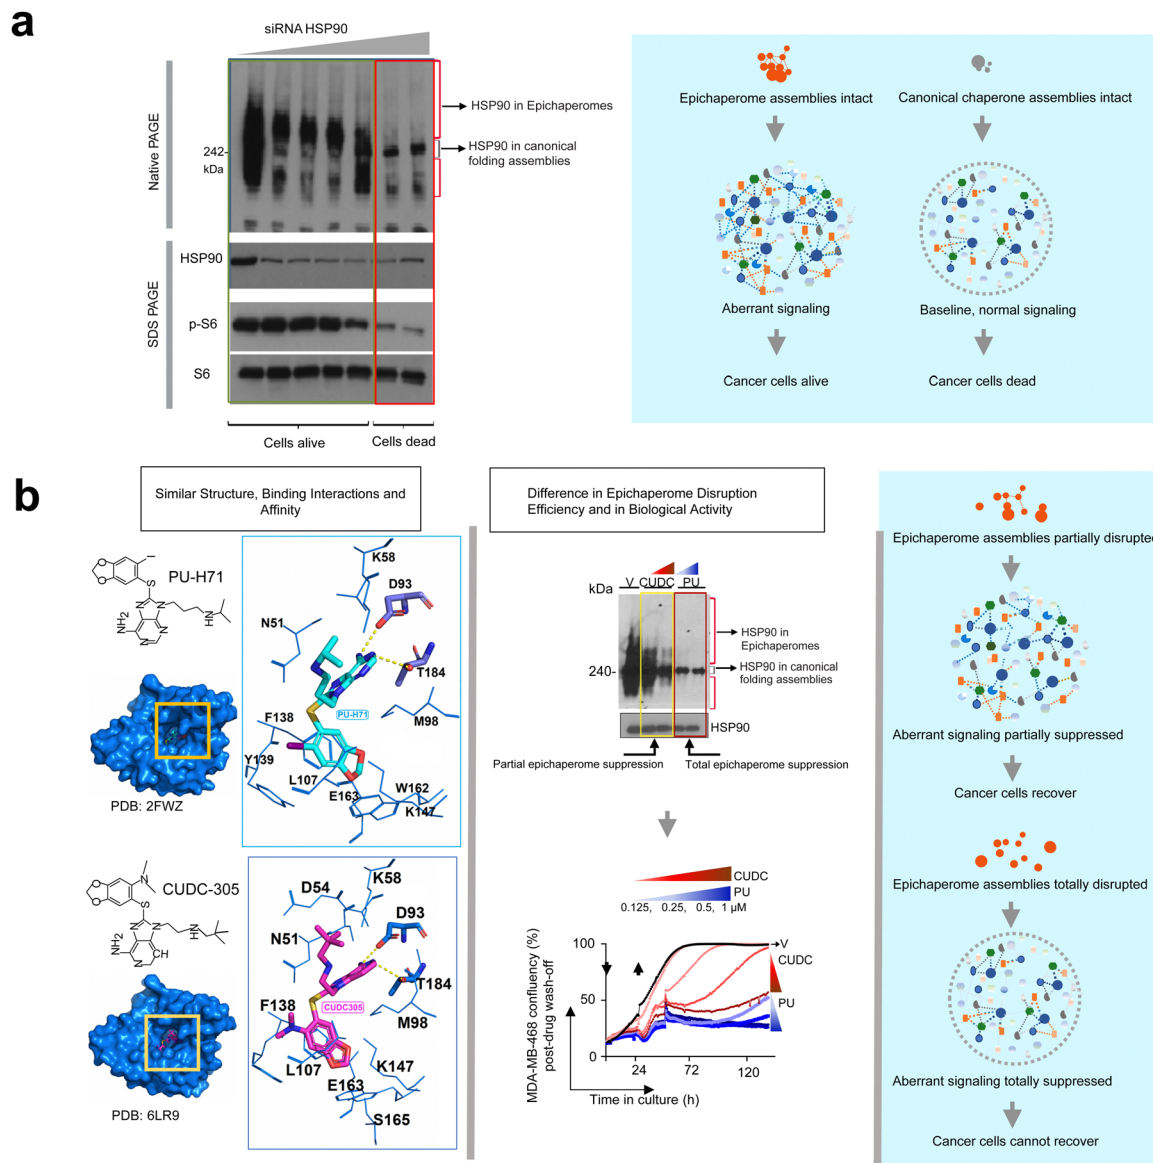 a
siRNA HSP90
Native PAGE
242
kDa
HSP90 in Epichaperomes
HSP90 in canonical
folding assemblies
SDS PAGE
HSP90
p-S6
S6
Cells alive
Cells dead
Epichaperome assemblies intact
Canonical chaperone assemblies intact
Aberrant signaling
Baseline, normal signaling
Cancer cells alive
Cancer cells dead
b
Similar Structure, Binding Interactions and
Affinity
PU-H71
I
O
O
S
NH2
N
N
N
N
HN
PDB: 2FWZ
K58
D93
N51
T184
M98
PU-H71
F138
Y139
L107
E163
W162
K147
CUDC-305
N
O
O
S
NH2
N
N
N
CH
HN
PDB: 6LR9
K58
D54
D93
N51
T184
CUDC305
F138
M98
L107
K147
E163
S165
Difference in Epichaperome Disruption
Efficiency and in Biological Activity
kDa
V CUDC PU
240-
HSP90 in
Epichaperomes
HSP90 in canonical
folding assemblies
HSP90
Partial epichaperome suppression
Total epichaperome suppression
CUDC
PU
0.125, 0.25, 0.5, 1 µM
MDA-MB-468 confluency (%)
post-drug wash-off
100
50
0
24
72
120
Time in culture (h)
V
CUDC
PU
Epichaperome assemblies partially disrupted
Aberrant signaling partially suppressed
Cancer cells recover
Epichaperome assemblies totally disrupted
Aberrant signaling totally suppressed
Cancer cells cannot recover